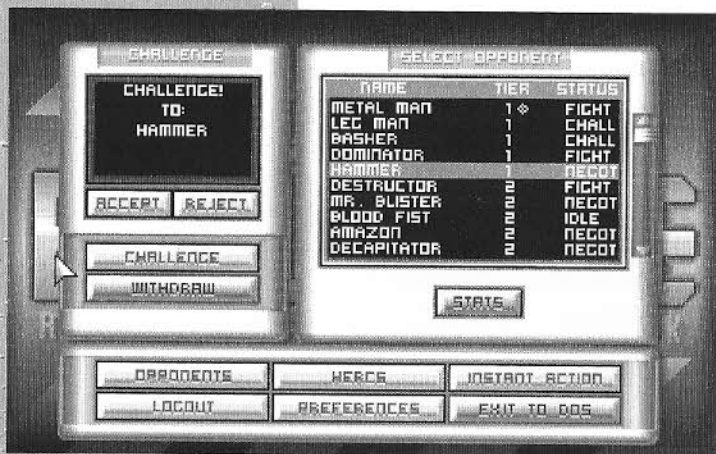 CHALLENGE
CHALLENGE!
TO:
HAMMER
ACCEPT REJECT
CHALLENGE
WITHDRAW
SELECT OPPONENT
NAME TIER STATUS
METAL MAN 1 FIGHT
LEG MAN 1 CHALL
BASHER 1 CHALL
DOMINATOR 1 FIGHT
HAMMER 1 NEGOT
DESTRUCTOR 2 FIGHT
MR. BLISTER 2 NEGOT
BLOOD FIST 2 IDLE
AMAZON 2 NEGOT
DECAPITATOR 2 NEGOT
STATS
OPPONENTS MERCS INSTANT ACTION
LOGOUT PREFERENCES EXIT TO DOS